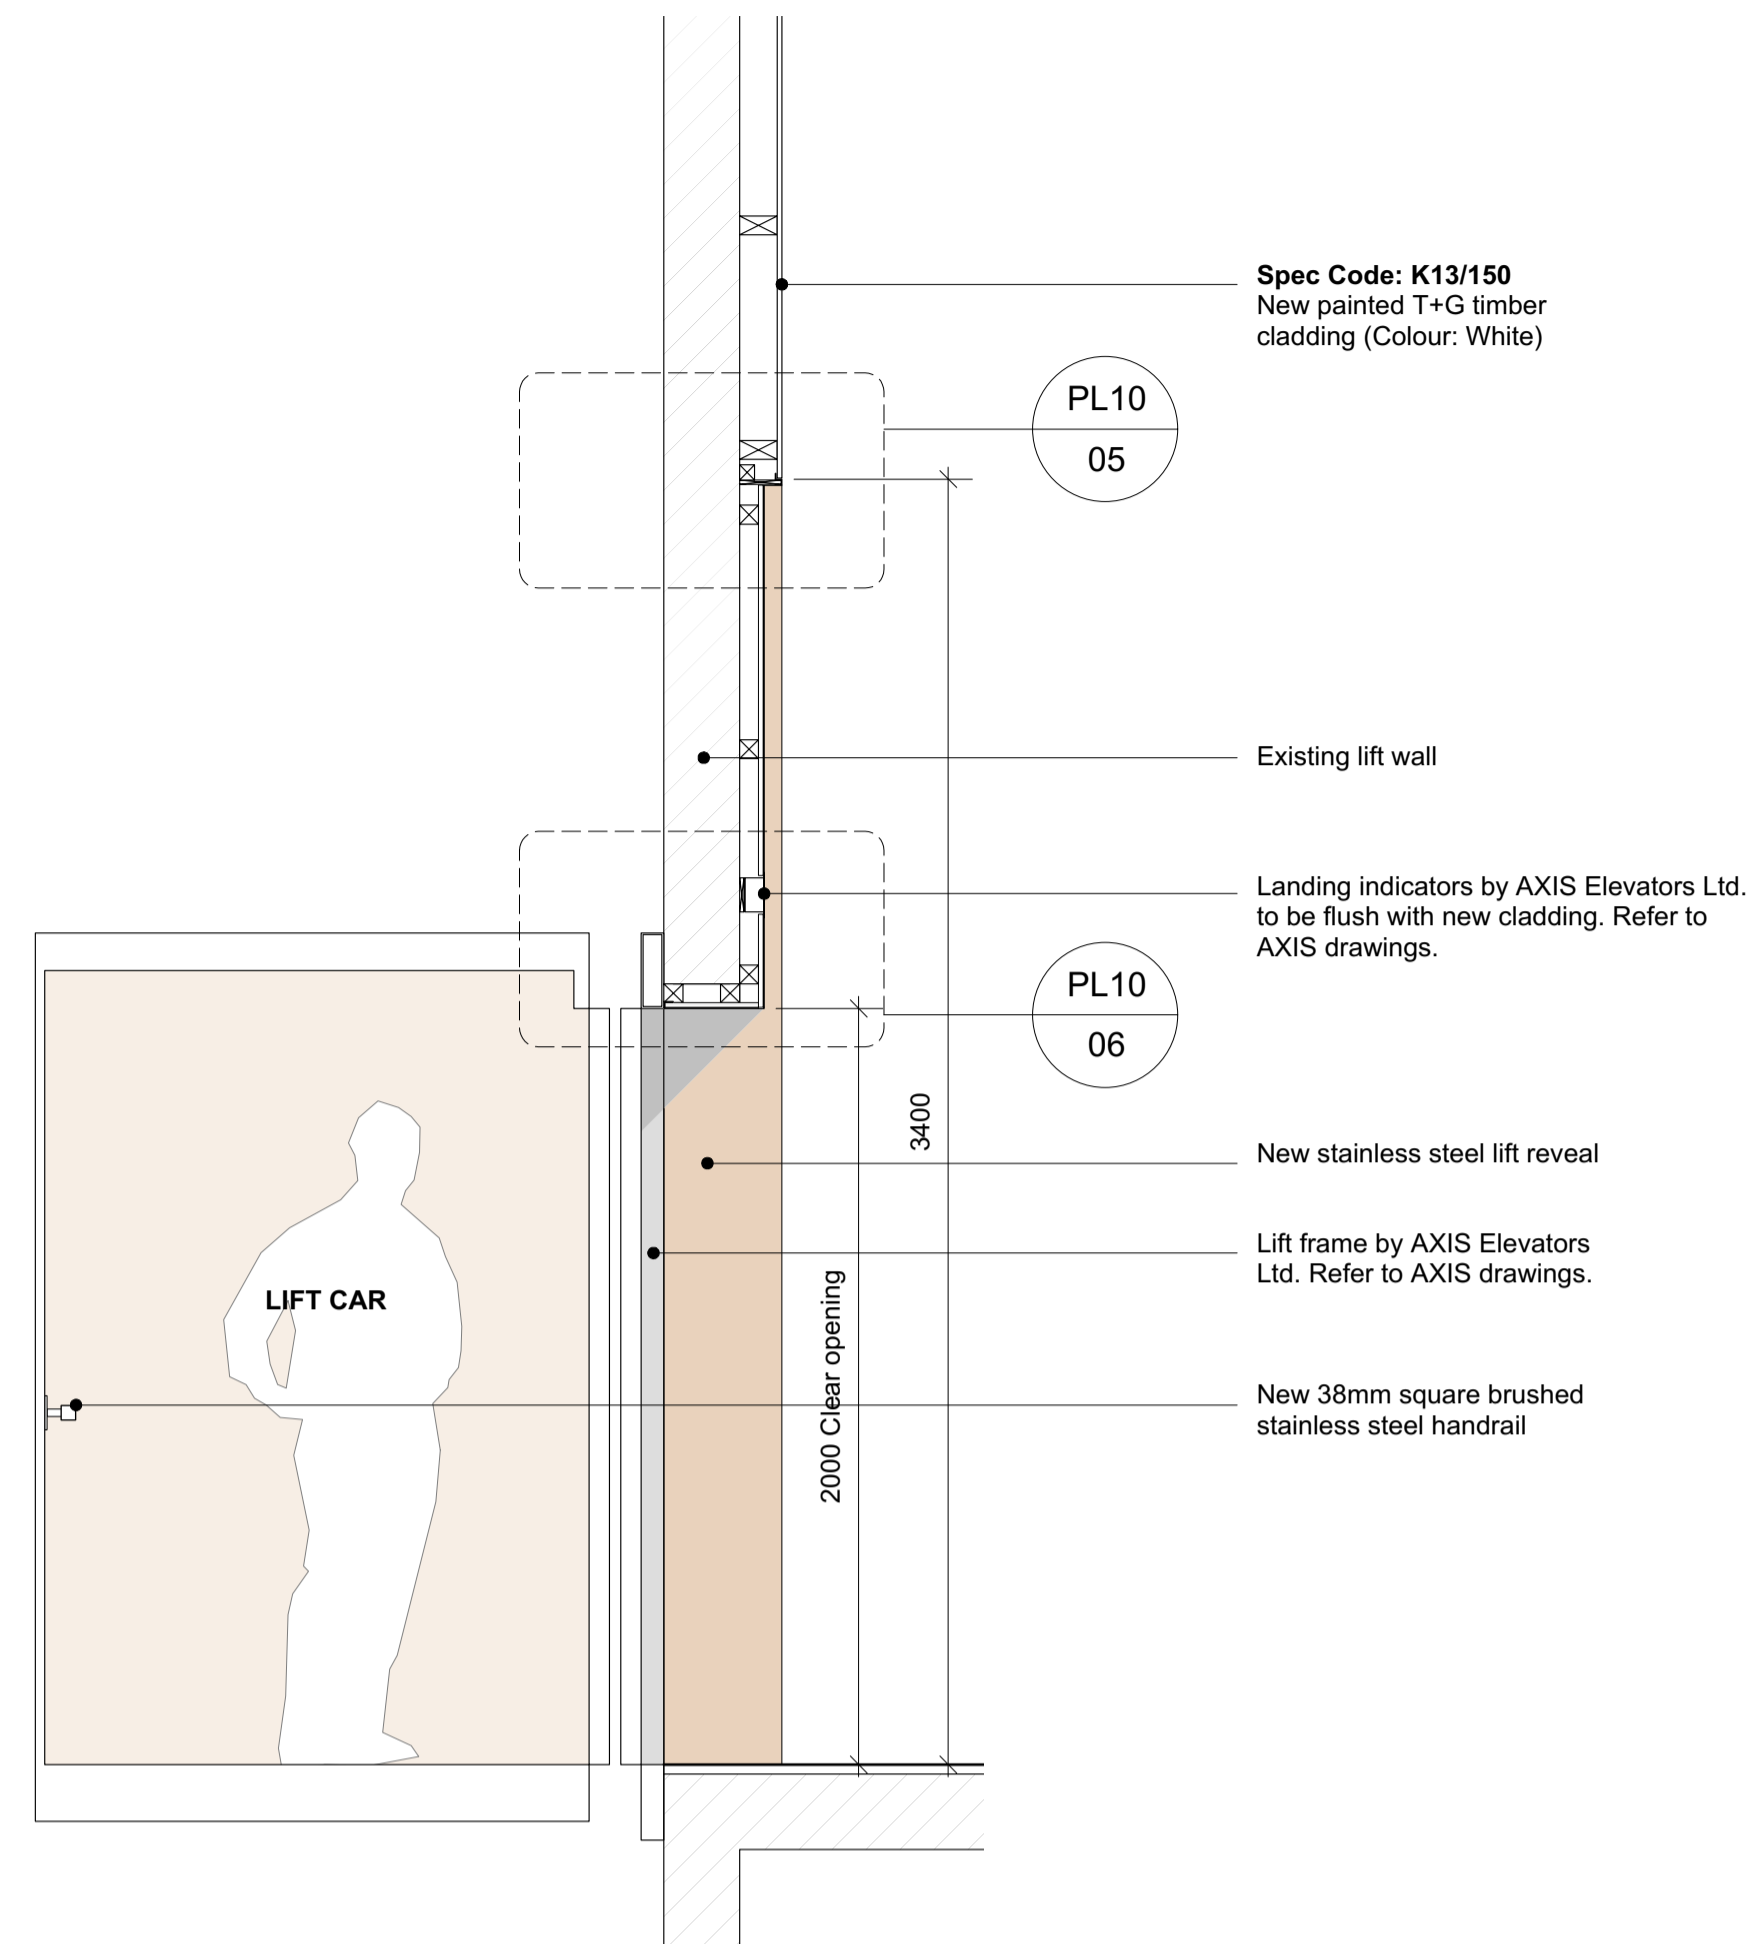 Spec Code: K13/150
New painted T+G timber
cladding (Colour: White)
PL10
05
Existing lift wall
Landing indicators by AXIS Elevators Ltd.
to be flush with new cladding. Refer to
AXIS drawings.
PL10
06
3400
New stainless steel lift reveal
Lift frame by AXIS Elevators
Ltd. Refer to AXIS drawings.
LIFT CAR
2000 Clear opening
New 38mm square brushed
stainless steel handrail